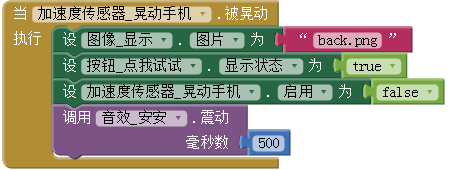 当 加速度传感器_晃动手机 . 被晃动
执行 设 图像_显示 . 图片 为 “ back.png ”
设 按钮_点我试试 . 显示状态 为 true
设 加速度传感器_晃动手机 . 启用 为 false
调用 音效_安安 . 震动
毫秒数 500